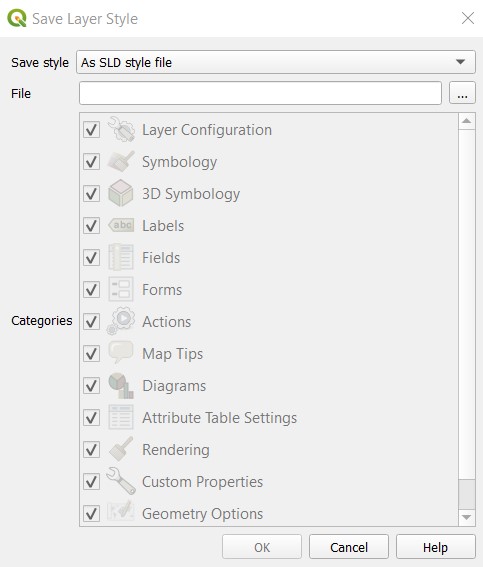 Save Layer Style
Save style As SLD style file
File ...
Layer Configuration
Symbology
3D Symbology
abc Labels
Fields
Forms
Categories Actions
Map Tips
Diagrams
Attribute Table Settings
Rendering
Custom Properties
Geometry Options
OK Cancel Help